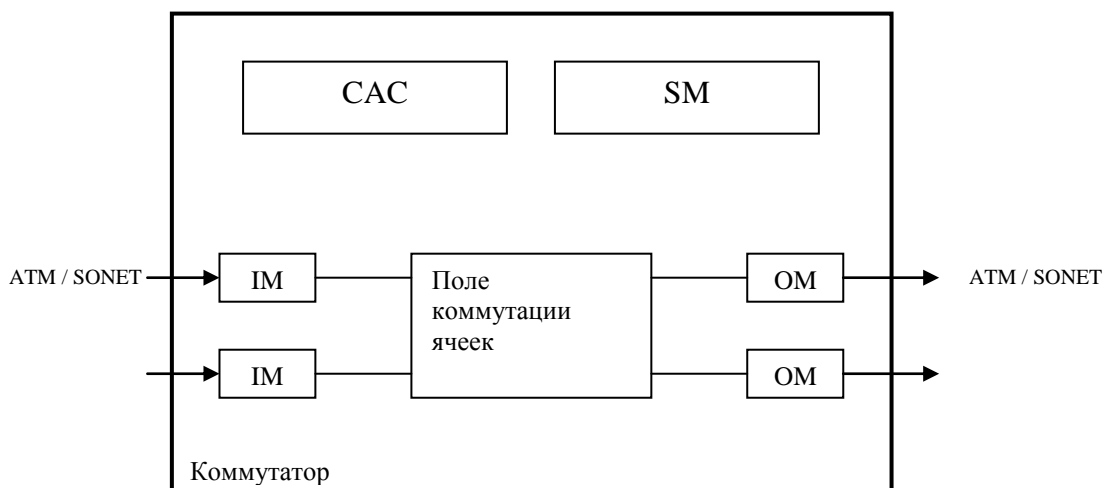 CAC
SM
ATM / SONET
IM
Поле
коммутации
ячеек
OM
ATM / SONET
IM
OM
Коммутатор